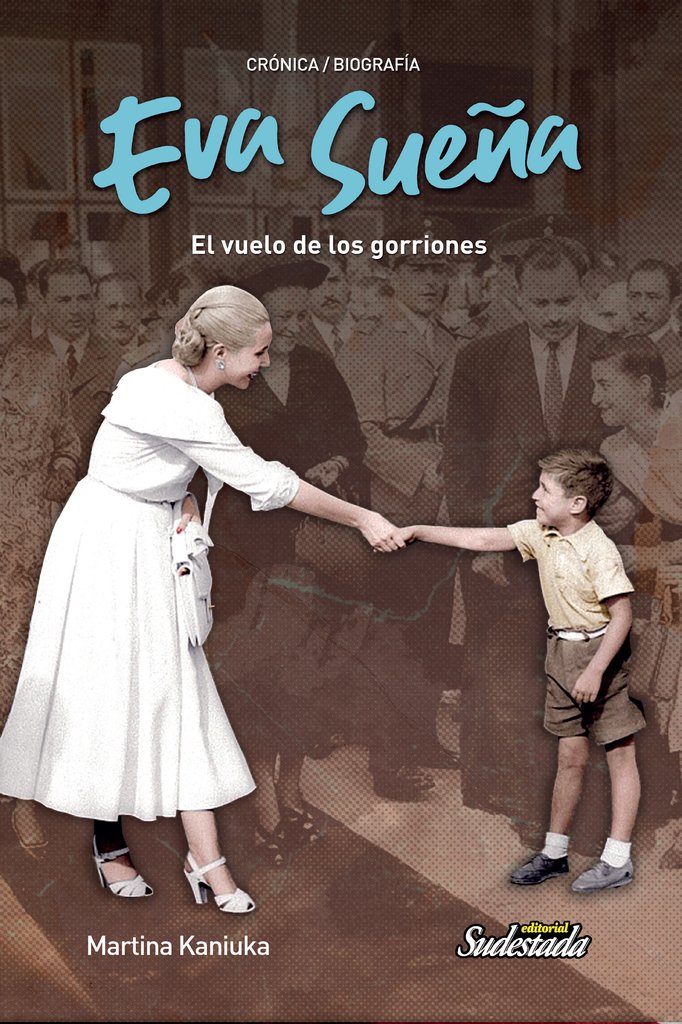 CRÓNICA / BIOGRAFÍA
Eva Sueña
El vuelo de los gorriones
Martina Kaniuka
editorial
Sudestada